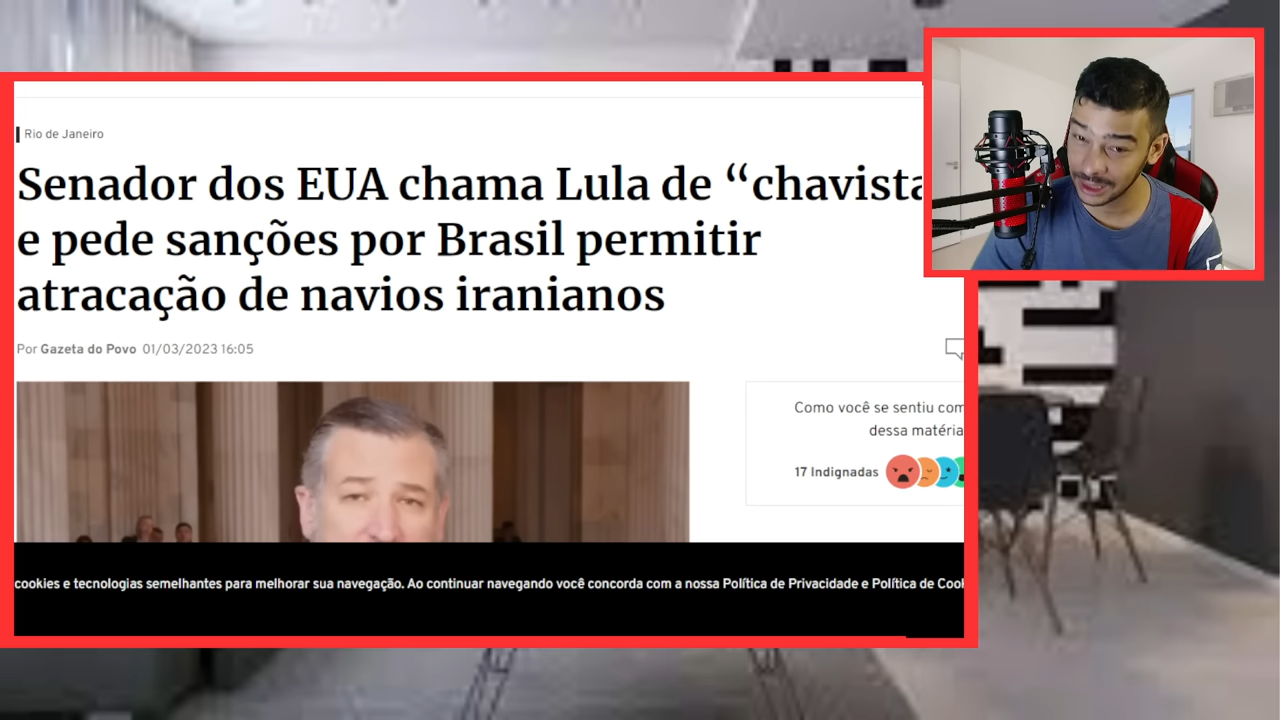 Rio de Janeiro
Senador dos EUA chama Lula de “chavista
e pede sanções por Brasil permitir
atracação de navios iranianos
Por Gazeta do Povo 01/03/2023 16:05
Como você se sentiu com
dessa matéria
17 Indignadas
cookies e tecnologias semelhantes para melhorar sua navegação. Ao continuar navegando você concorda com a nossa Política de Privacidade e Política de Cook